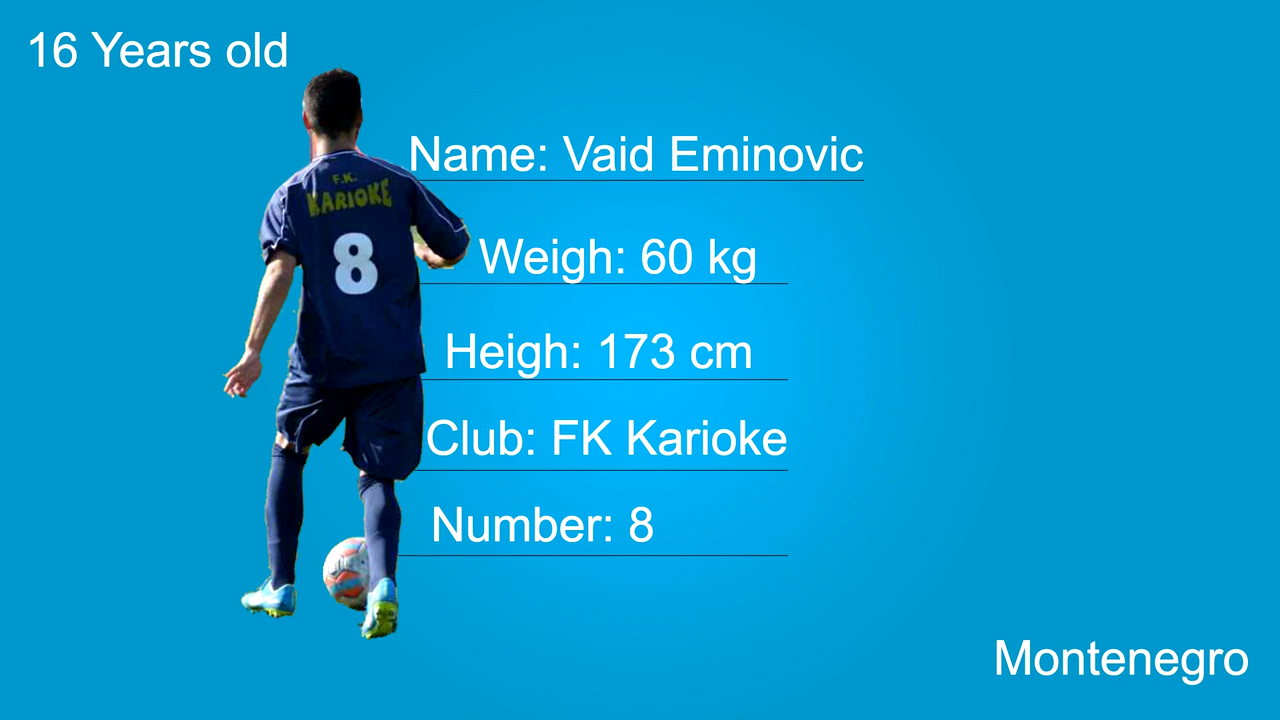 16 Years old
Name: Vaid Eminovic
F.K.
KARIOKE
8
Weigh: 60 kg
Heigh: 173 cm
Club: FK Karioke
Number: 8
Montenegro